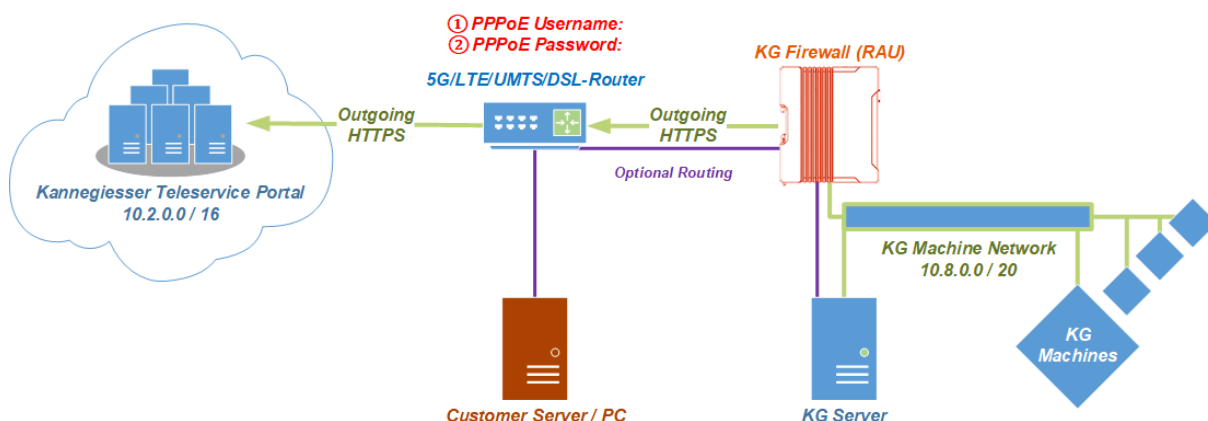 ① PPPoE Username:
② PPPoE Password:
5G/LTE/UMTS/DSL-Router
KG Firewall (RAU)
Outgoing
HTTPS
Outgoing
HTTPS
Optional Routing
Kannegiesser Teleservice Portal
10.2.0.0 / 16
KG Machine Network
10.8.0.0 / 20
KG
Machines
Customer Server / PC
KG Server